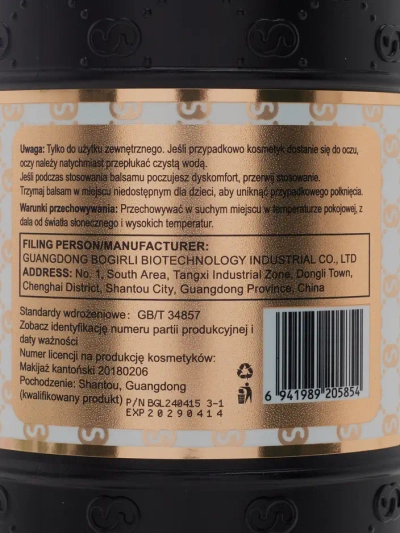 Uwaga: Tylko do użytku zewnętrznego. Jeśli przypadkowo kosmetyk dostanie się do oczu,
oczy należy natychmiast przepłukać czystą wodą.
Jeśli podczas stosowania balsamu poczujesz dyskomfort, przerwij stosowanie.
Trzymaj balsam w miejscu niedostępnym dla dzieci, aby uniknąć przypadkowego połknięcia.
Warunki przechowywania: Przechowywać w suchym miejscu w temperaturze pokojowej, z
dala od światła słonecznego i wysokich temperatur.
FILING PERSON/MANUFACTURER:
GUANGDONG BOGIRLI BIOTECHNOLOGY INDUSTRIAL CO., LTD
ADDRESS: No. 1, South Area, Tangxi Industrial Zone, Dongli Town,
Chenghai District, Shantou City, Guangdong Province, China
Standardy wdrożeniowe: GB/T 34857
Zobacz identyfikację numeru partii produkcyjnej i
daty ważności
Numer licencji na produkcję kosmetyków:
Makijaż kantoński 20180206
Pochodzenie: Shantou, Guangdong
(kwalifikowany produkt)
P/N BGL240415 3-1
EXP20290414
6 941989 205854